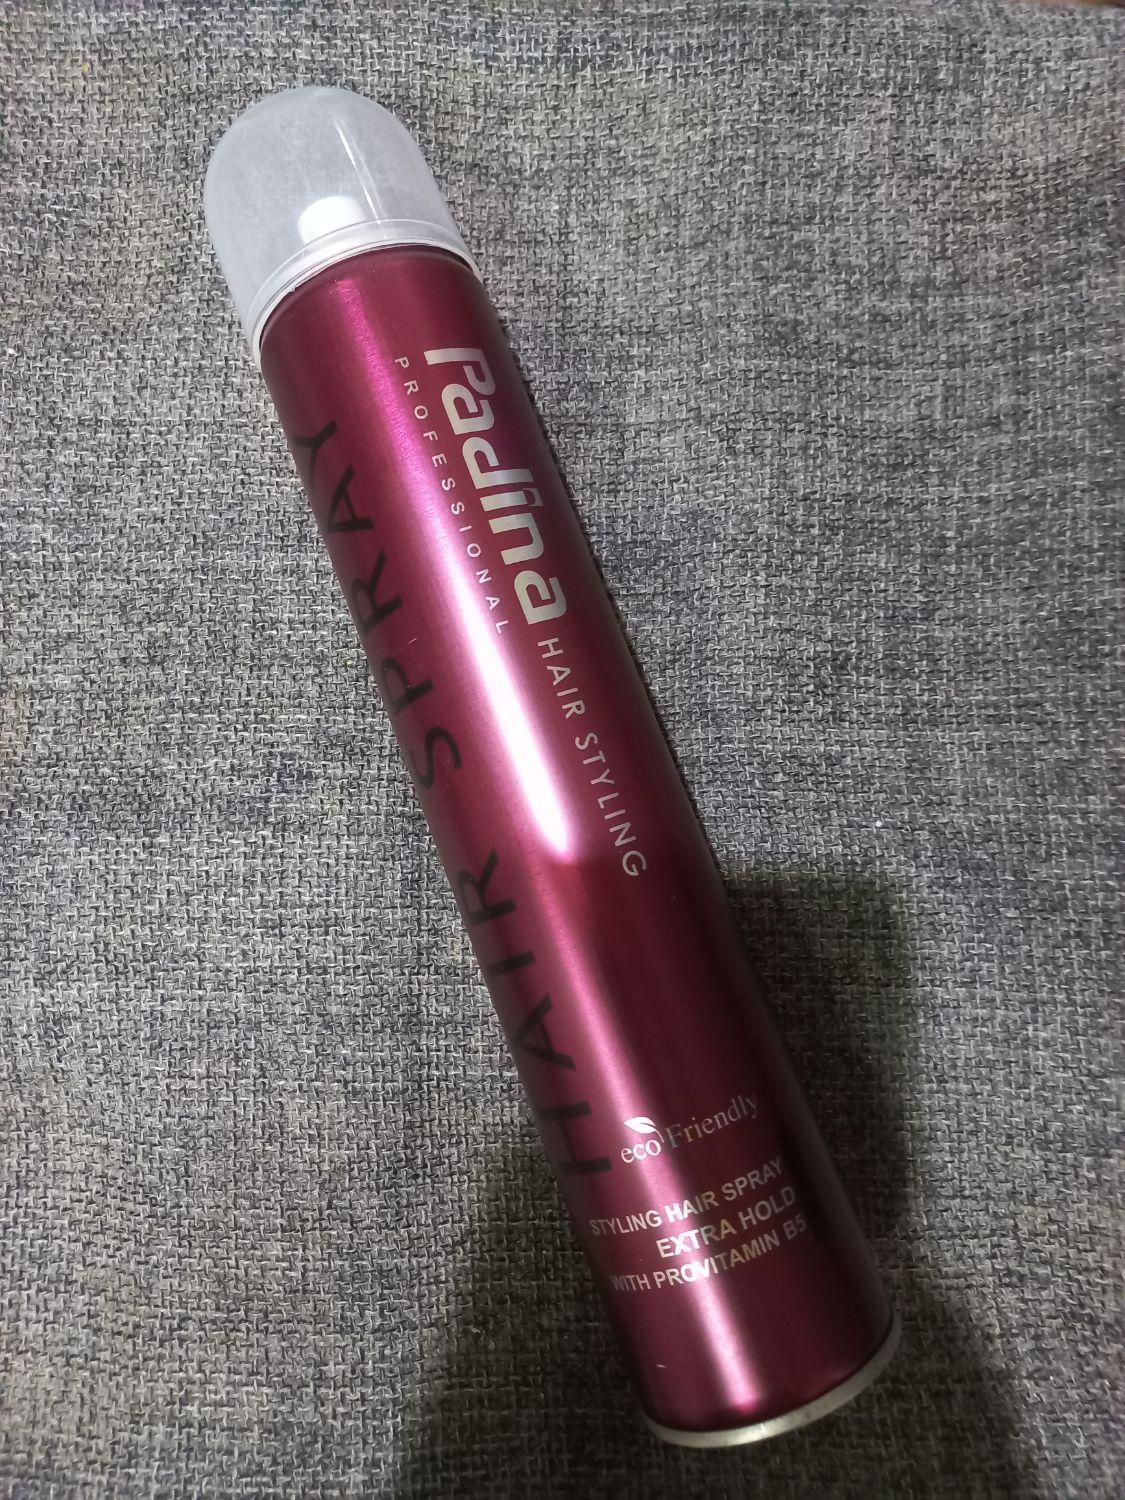 Padina
PROFESSIONAL
HAIR STYLING
HAIR SPRAY
eco Friendly
STYLING HAIR SPRAY
EXTRA HOLD
WITH PROVITAMIN B5